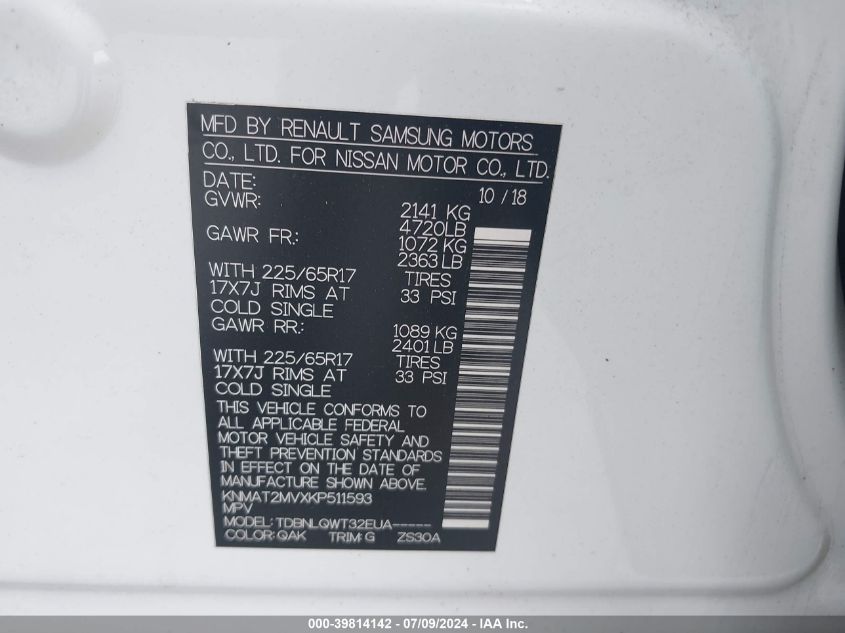 MFD BY RENAULT SAMSUNG MOTORS
CO., LTD. FOR NISSAN MOTOR CO., LTD.
DATE: 10 / 18
GVWR: 2141 KG
4720LB
GAWR FR.: 1072 KG
2363 LB
WITH 225/65R17 TIRES
17X7J RIMS AT 33 PSI
COLD SINGLE
GAWR RR.: 1089 KG
2401 LB
WITH 225/65R17 TIRES
17X7J RIMS AT 33 PSI
COLD SINGLE
THIS VEHICLE CONFORMS TO
ALL APPLICABLE FEDERAL
MOTOR VEHICLE SAFETY AND
THEFT PREVENTION STANDARDS
IN EFFECT ON THE DATE OF
MANUFACTURE SHOWN ABOVE.
KNMAT2MVXKP511593
MPV
MODEL: TDBNLQWT32EUA-----
COLOR: QAK TRIM: G ZS30A
000-39814142 - 07/09/2024 - IAA Inc.